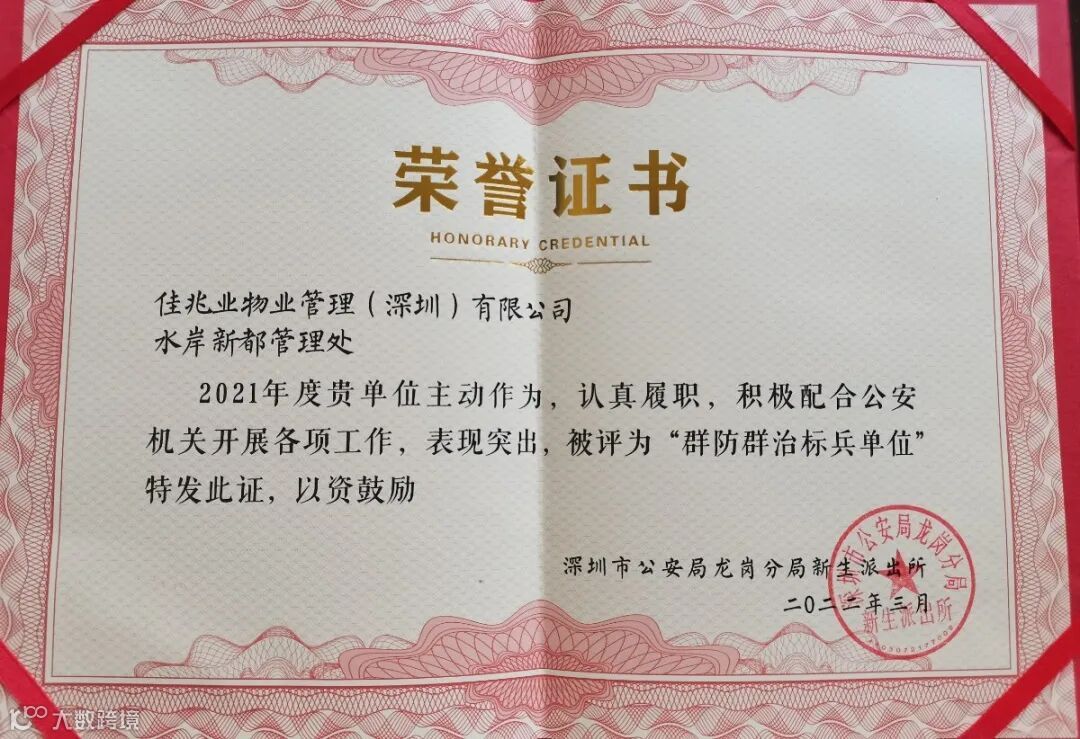 荣誉证书
HONORARY CREDENTIAL
佳兆业物业管理（深圳）有限公司
水岸新都管理处
2021年度贵单位主动作为，认真履职，积极配合公安
机关开展各项工作，表现突出，被评为“群防群治标兵单位”
特发此证，以资鼓励
深圳市公安局龙岗分局新生派出所
二〇二二年三月
深圳市公安局龙岗分局
新生派出所
大数跨境